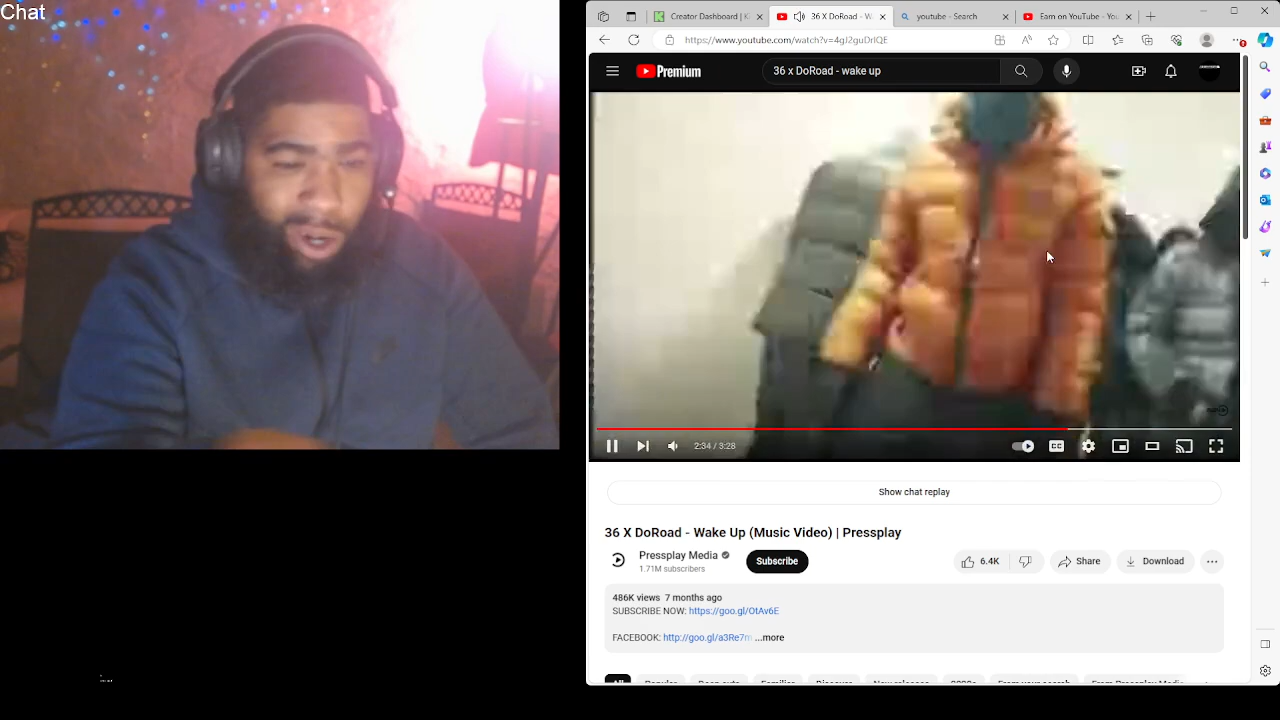 Chat
Creator Dashboard | Ki
36 X DoRoad - W
youtube - Search
Earn on YouTube - You
https://www.youtube.com/watch?v=4gJ2guDrIQE
Premium
36 x DoRoad - wake up
2:34 / 3:28
Show chat replay
36 X DoRoad - Wake Up (Music Video) | Pressplay
Pressplay Media
1.71M subscribers
Subscribe
6.4K
Share
Download
486K views 7 months ago
SUBSCRIBE NOW: https://goo.gl/OtAv6E
FACEBOOK: http://goo.gl/a3Re7m ...more